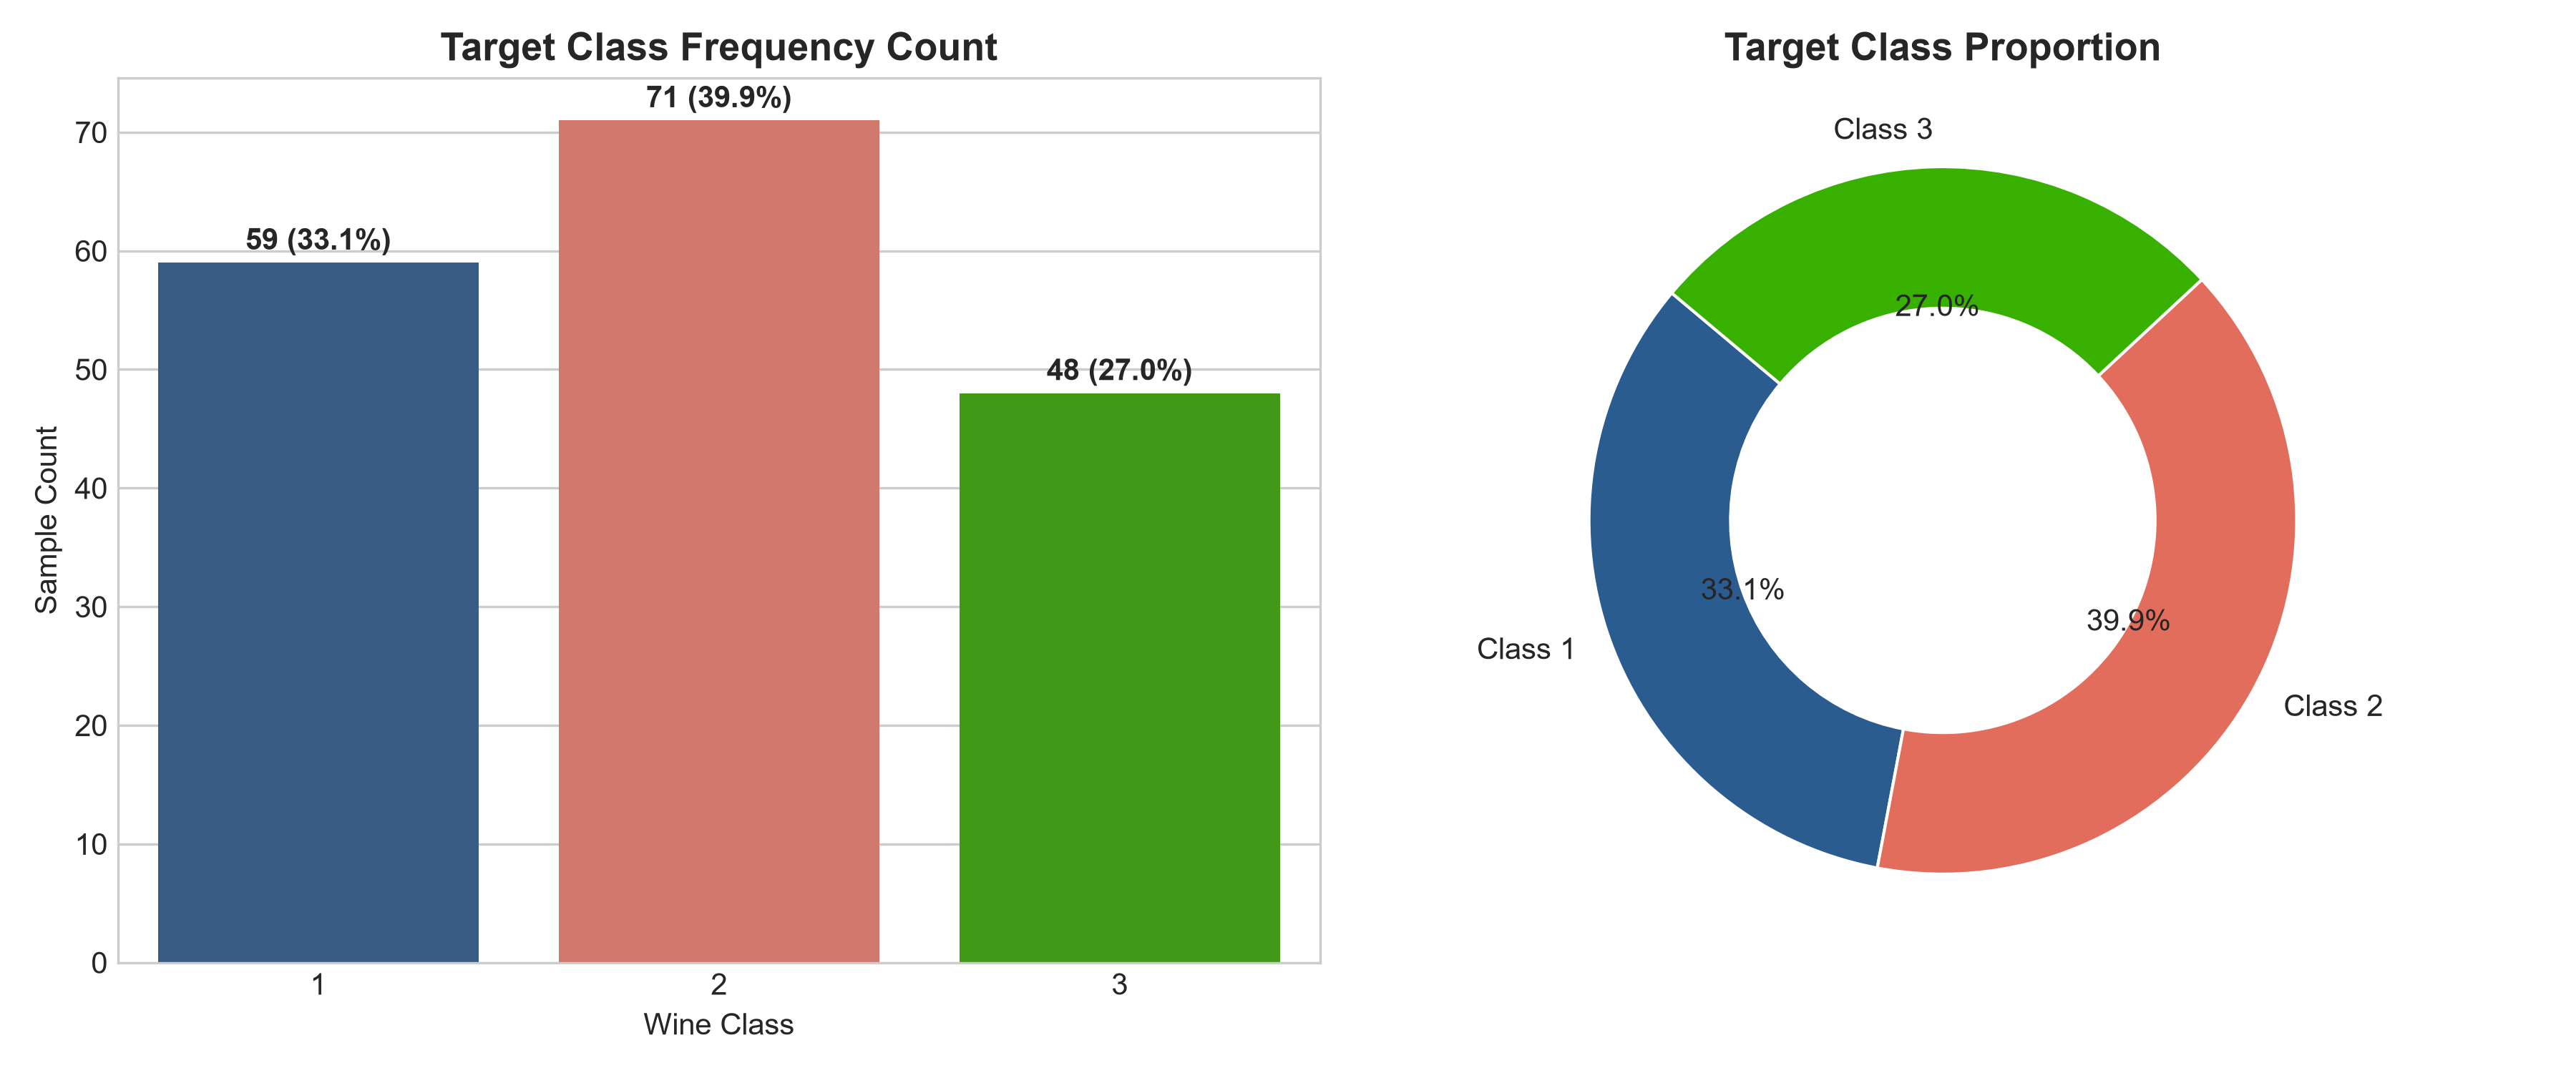 Target Class Frequency Count
71 (39.9%)
59 (33.1%)
48 (27.0%)
70
60
50
40
30
20
10
0
Sample Count
1
2
3
Wine Class
Target Class Proportion
Class 3
27.0%
33.1%
39.9%
Class 1
Class 2